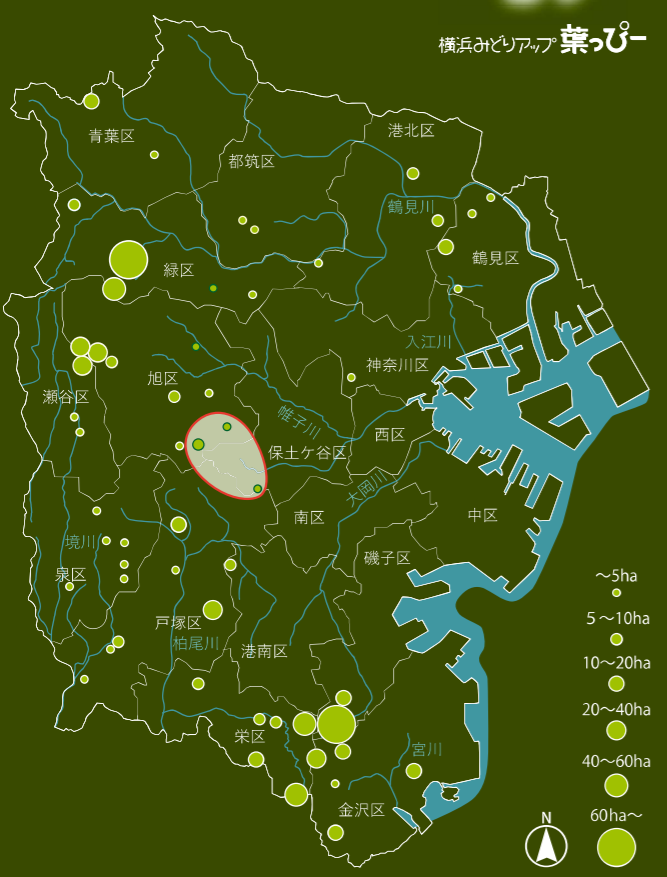 横浜みどりアップ 葉っぴー
青葉区
都筑区
港北区
鶴見川
鶴見区
緑区
入江川
神奈川区
旭区
瀬谷区
帷子川
西区
保土ケ谷区
大岡川
南区
中区
境川
泉区
磯子区
戸塚区
柏尾川
港南区
栄区
宮川
金沢区
〜5ha
5〜10ha
10〜20ha
20〜40ha
40〜60ha
60ha〜
N